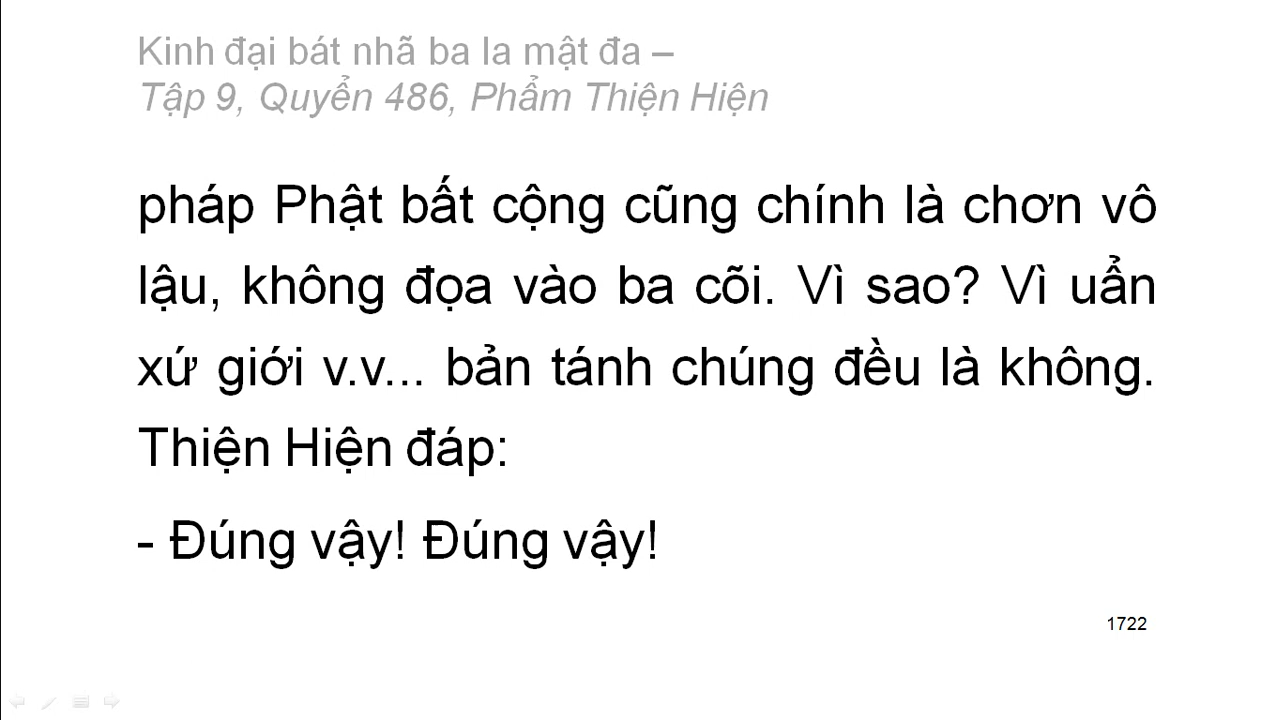 Kinh đại bát nhã ba la mật đa –
Tập 9, Quyển 486, Phẩm Thiện Hiện
pháp Phật bất cộng cũng chính là chơn vô
lậu, không đọa vào ba cõi. Vì sao? Vì uẩn
xứ giới v.v... bản tánh chúng đều là không.
Thiện Hiện đáp:
- Đúng vậy! Đúng vậy!
1722